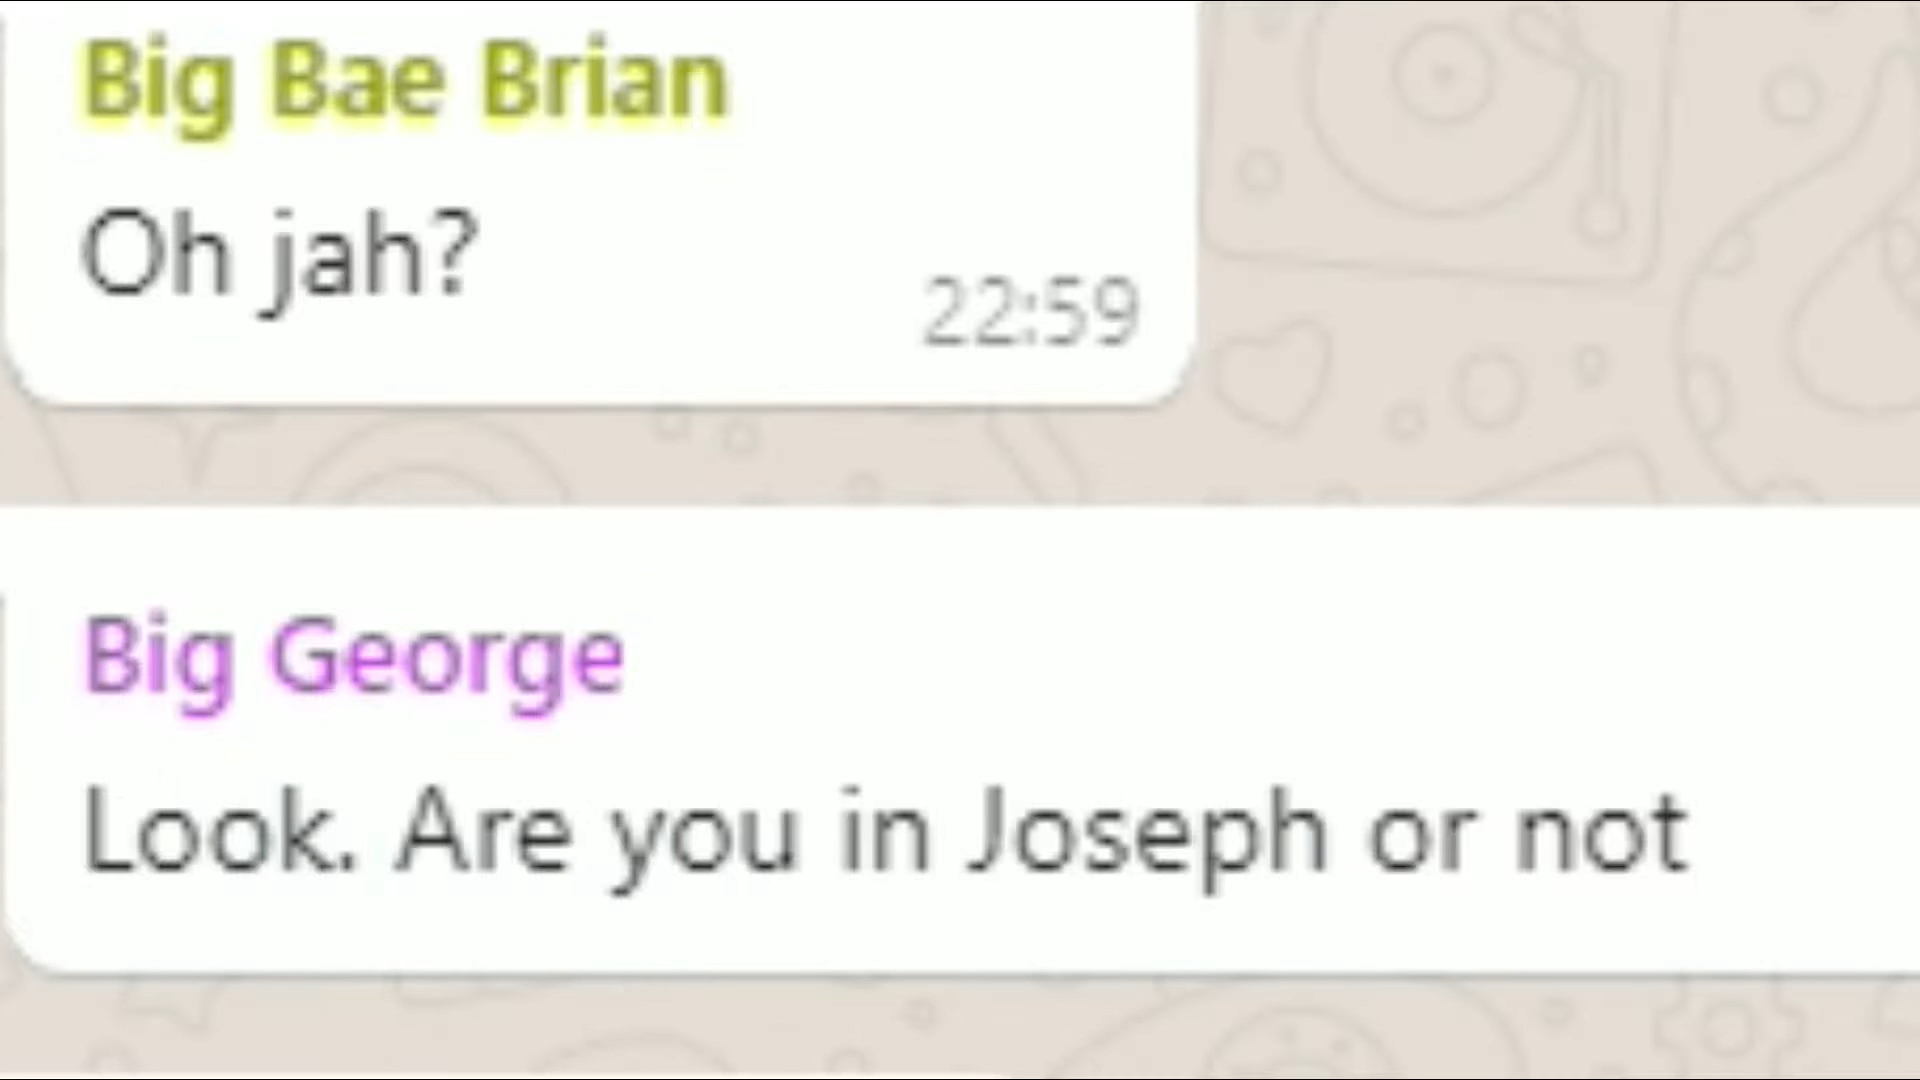 Big Bae Brian
Oh jah?
22:59
Big George
Look. Are you in Joseph or not